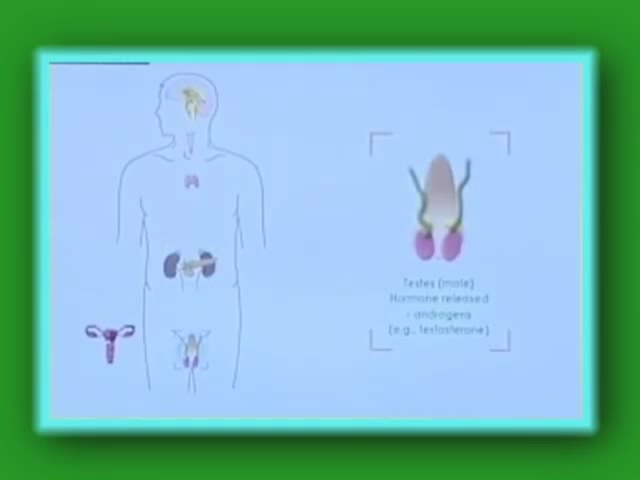 Testes (male)
Hormone released
- androgens
(e.g., testosterone)